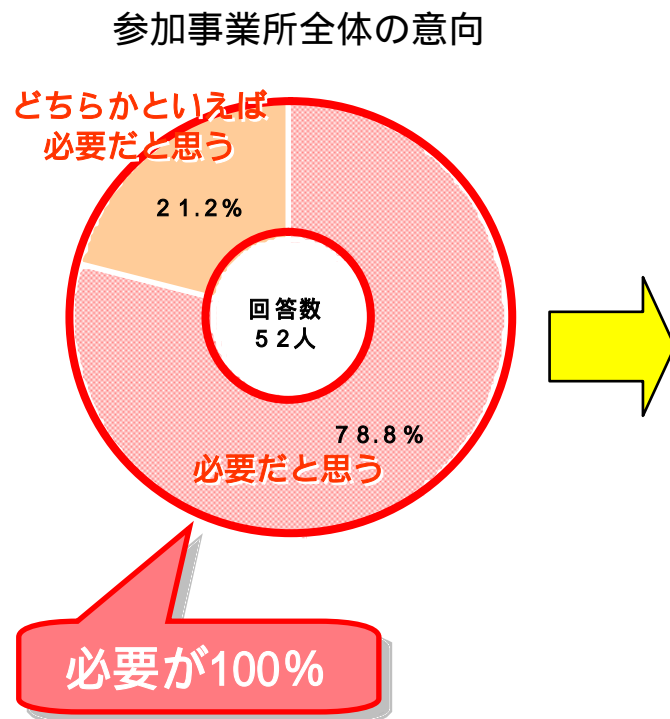 参加事業所全体の意向
どちらかといえば
必要だと思う
２１.２％
回答数
５２人
７８.８％
必要だと思う
必要が100％